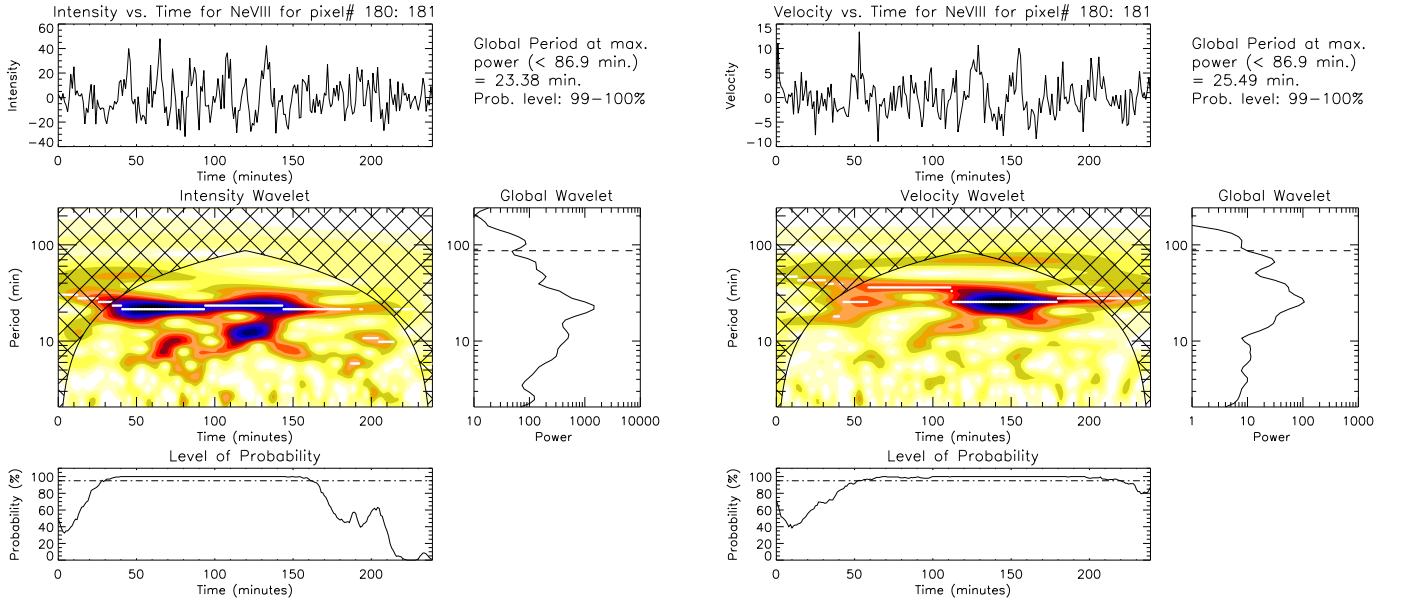 Intensity vs. Time for NeVIII for pixel# 180: 181
60
40
20
0
−20
−40
Intensity
0 50 100 150 200
Time (minutes)
Global Period at max.
power (< 86.9 min.)
= 23.38 min.
Prob. level: 99−100%
Intensity Wavelet
100
10
Period (min)
0 50 100 150 200
Time (minutes)
Global Wavelet
100
10
10 100 1000 10000
Power
Level of Probability
100
80
60
40
20
0
Probability (%)
0 50 100 150 200
Time (minutes)
Velocity vs. Time for NeVIII for pixel# 180: 181
15
10
5
0
−5
−10
Velocity
0 50 100 150 200
Time (minutes)
Global Period at max.
power (< 86.9 min.)
= 25.49 min.
Prob. level: 99−100%
Velocity Wavelet
100
10
Period (min)
0 50 100 150 200
Time (minutes)
Global Wavelet
100
10
1 10 100 1000
Power
Level of Probability
100
80
60
40
20
0
Probability (%)
0 50 100 150 200
Time (minutes)